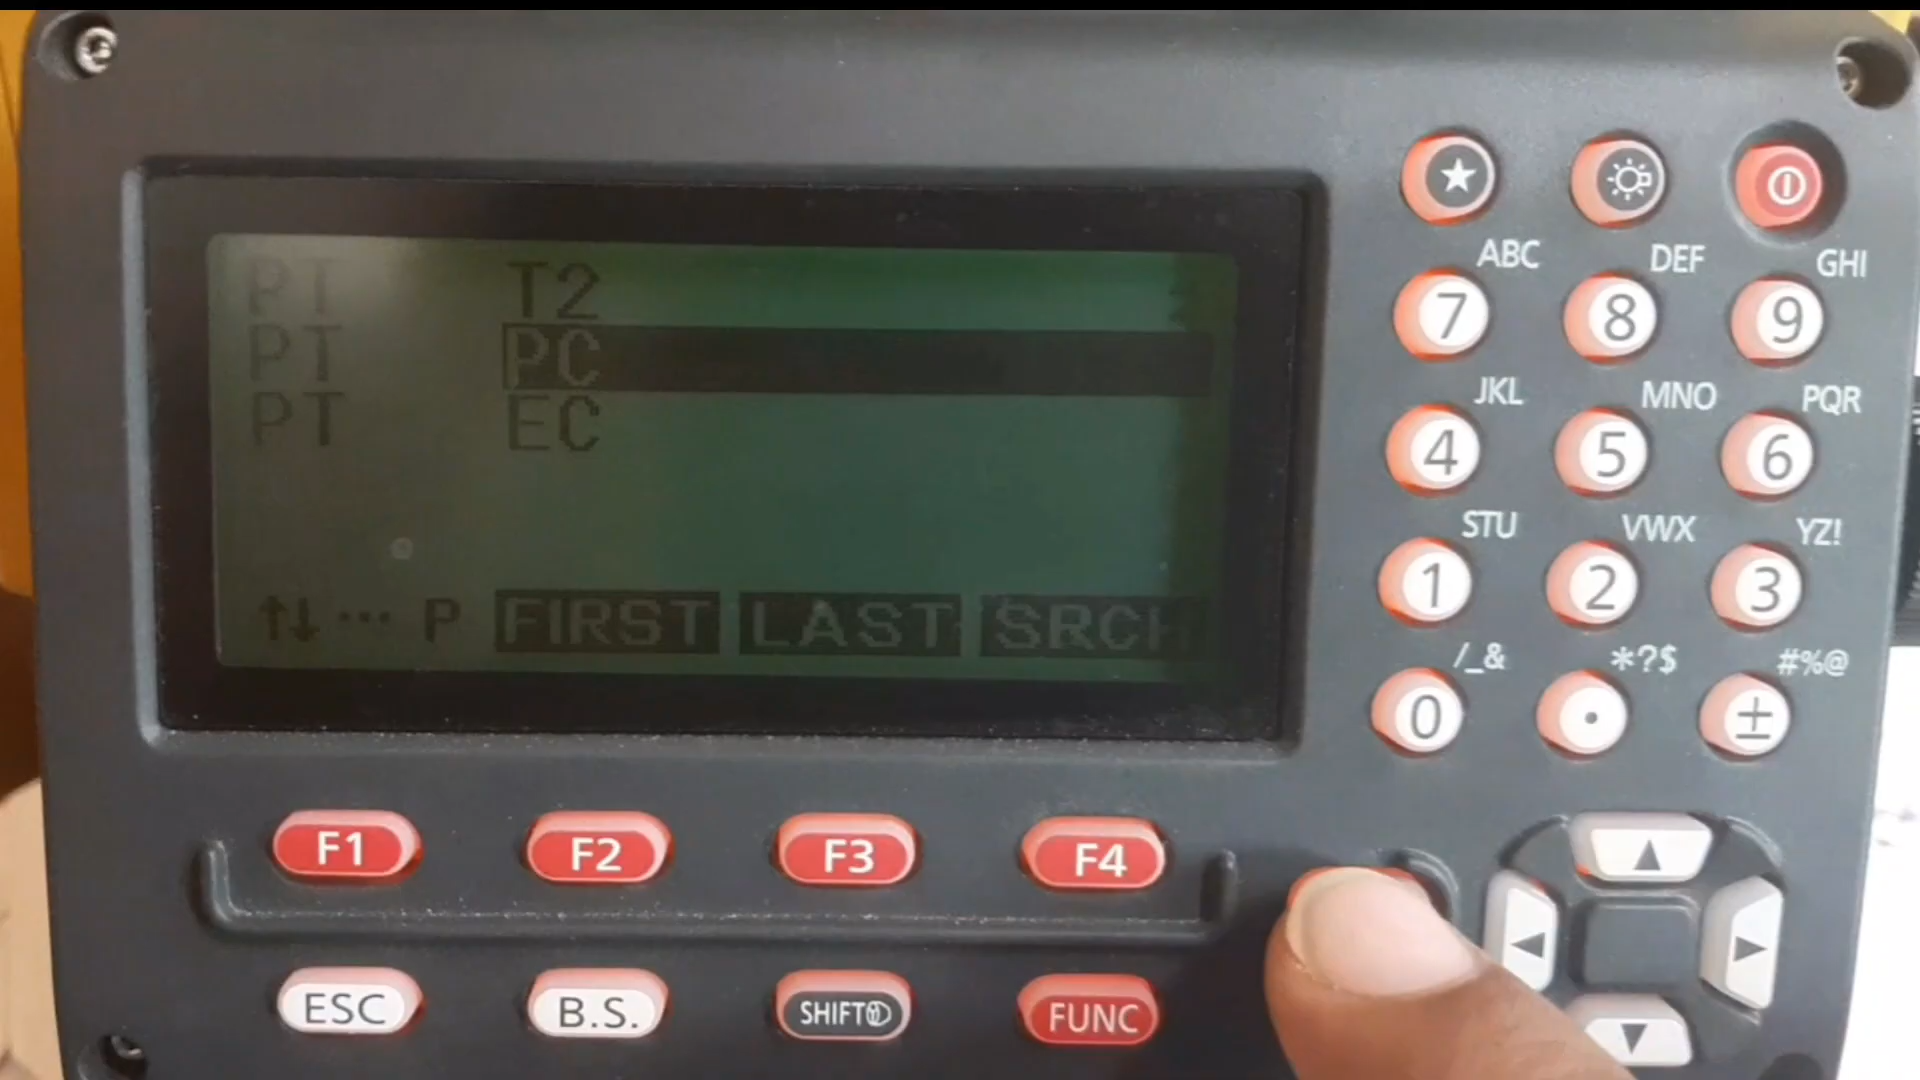 PT T2
PT PC
PT EC
↑↓... P FIRST LAST SRCH
ABC DEF GHI
7 8 9
JKL MNO PQR
4 5 6
STU VWX YZ!
1 2 3
/_& *?$ #%@
0 . ±
F1 F2 F3 F4
ESC B.S. SHIFT FUNC